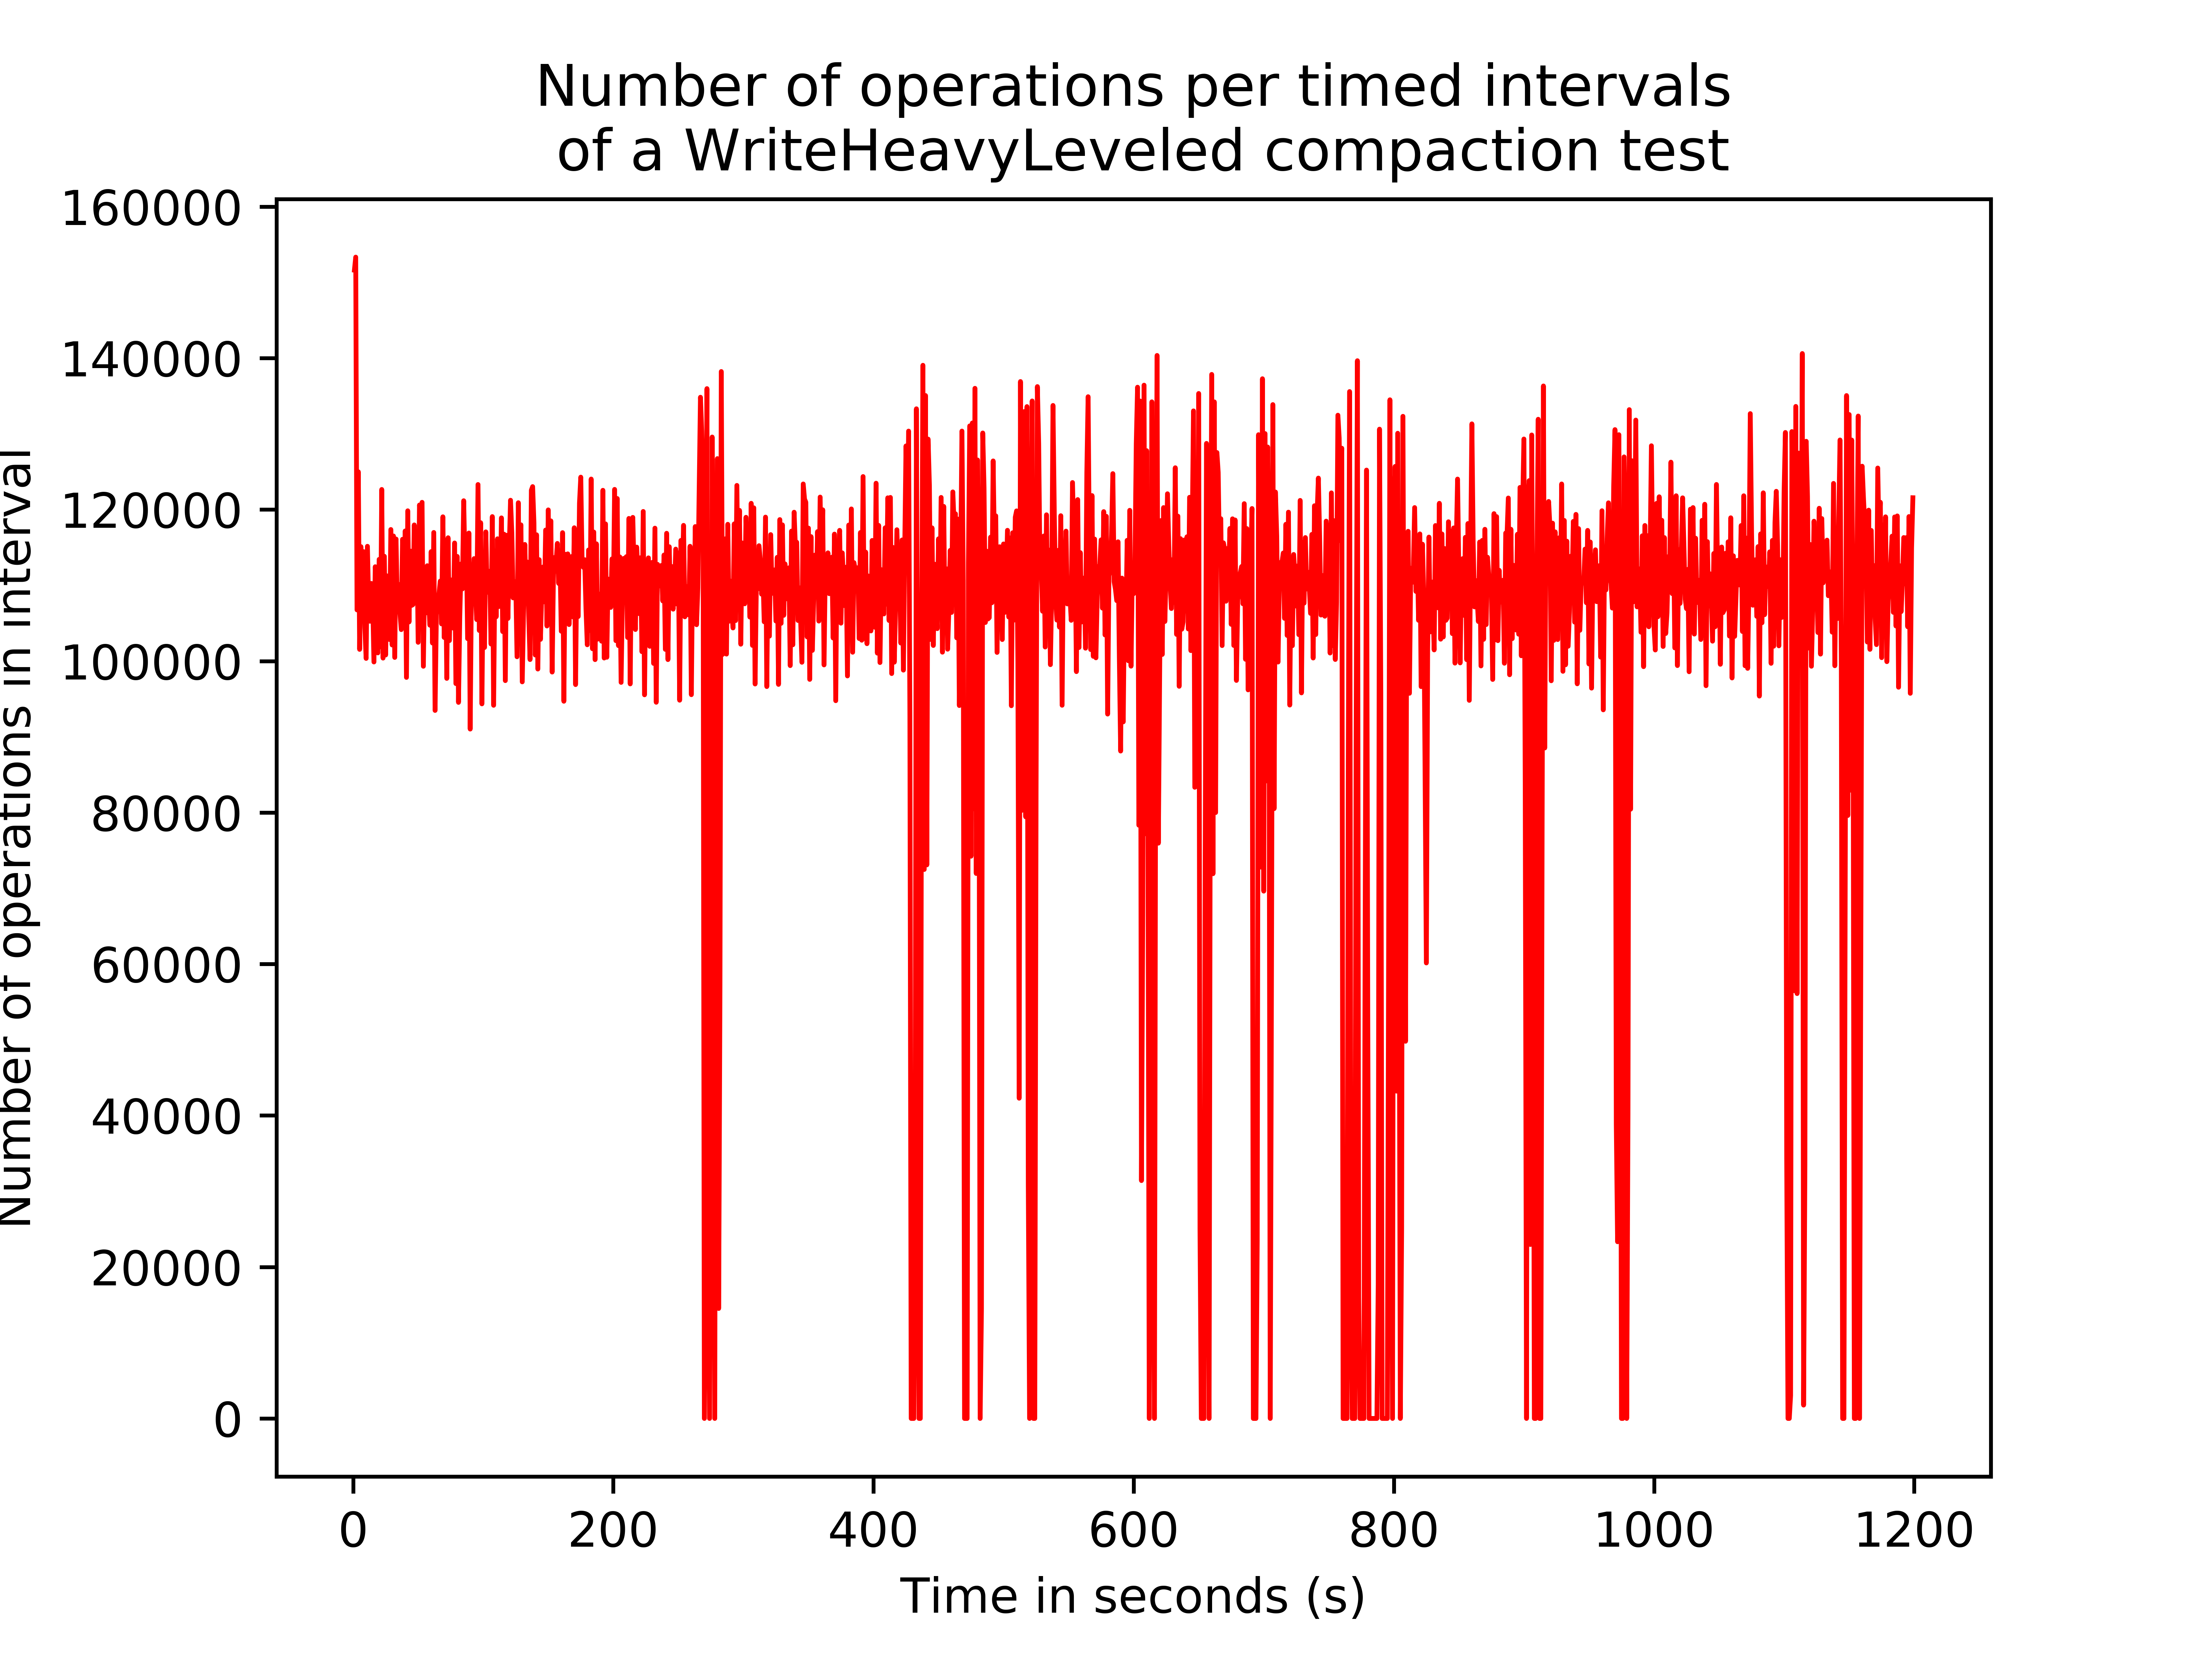 Number of operations per timed intervals
of a WriteHeavyLeveled compaction test
Number of operations in interval
160000
140000
120000
100000
80000
60000
40000
20000
0
0 200 400 600 800 1000 1200
Time in seconds (s)